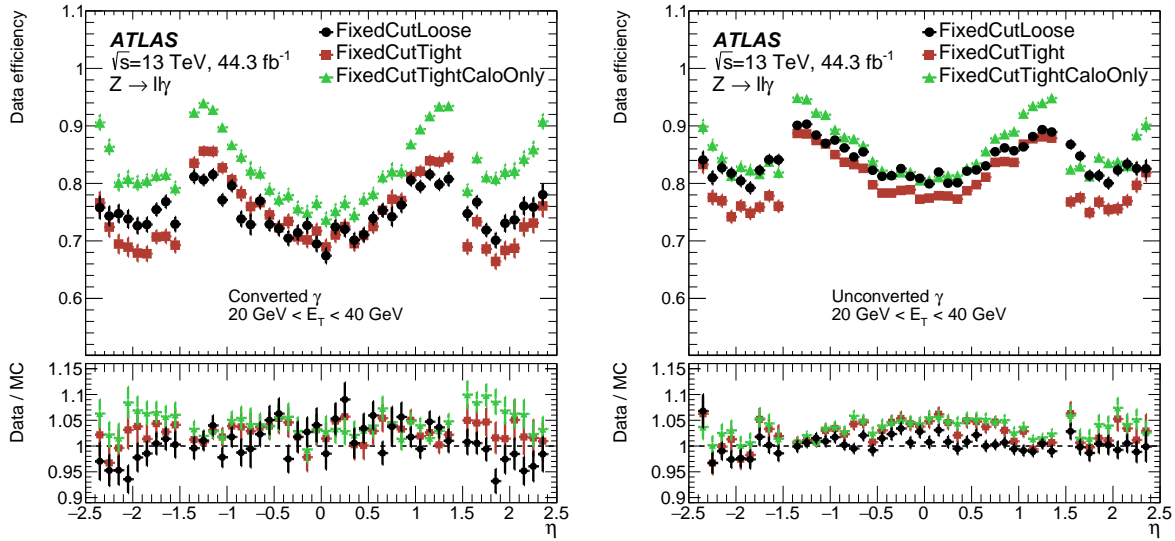 Data efficiency
ATLAS
√s=13 TeV, 44.3 fb-1
Z → llγ
FixedCutLoose
FixedCutTight
FixedCutTightCaloOnly
1
0.9
0.8
0.7
0.6
Converted γ
20 GeV < ET < 40 GeV
Data / MC
1.15
1.1
1.05
1
0.95
0.9
−2.5 −2 −1.5 −1 −0.5 0 0.5 1 1.5 2 2.5
η
Data efficiency
ATLAS
√s=13 TeV, 44.3 fb-1
Z → llγ
FixedCutLoose
FixedCutTight
FixedCutTightCaloOnly
1
0.9
0.8
0.7
0.6
Unconverted γ
20 GeV < ET < 40 GeV
Data / MC
1.15
1.1
1.05
1
0.95
0.9
−2.5 −2 −1.5 −1 −0.5 0 0.5 1 1.5 2 2.5
η